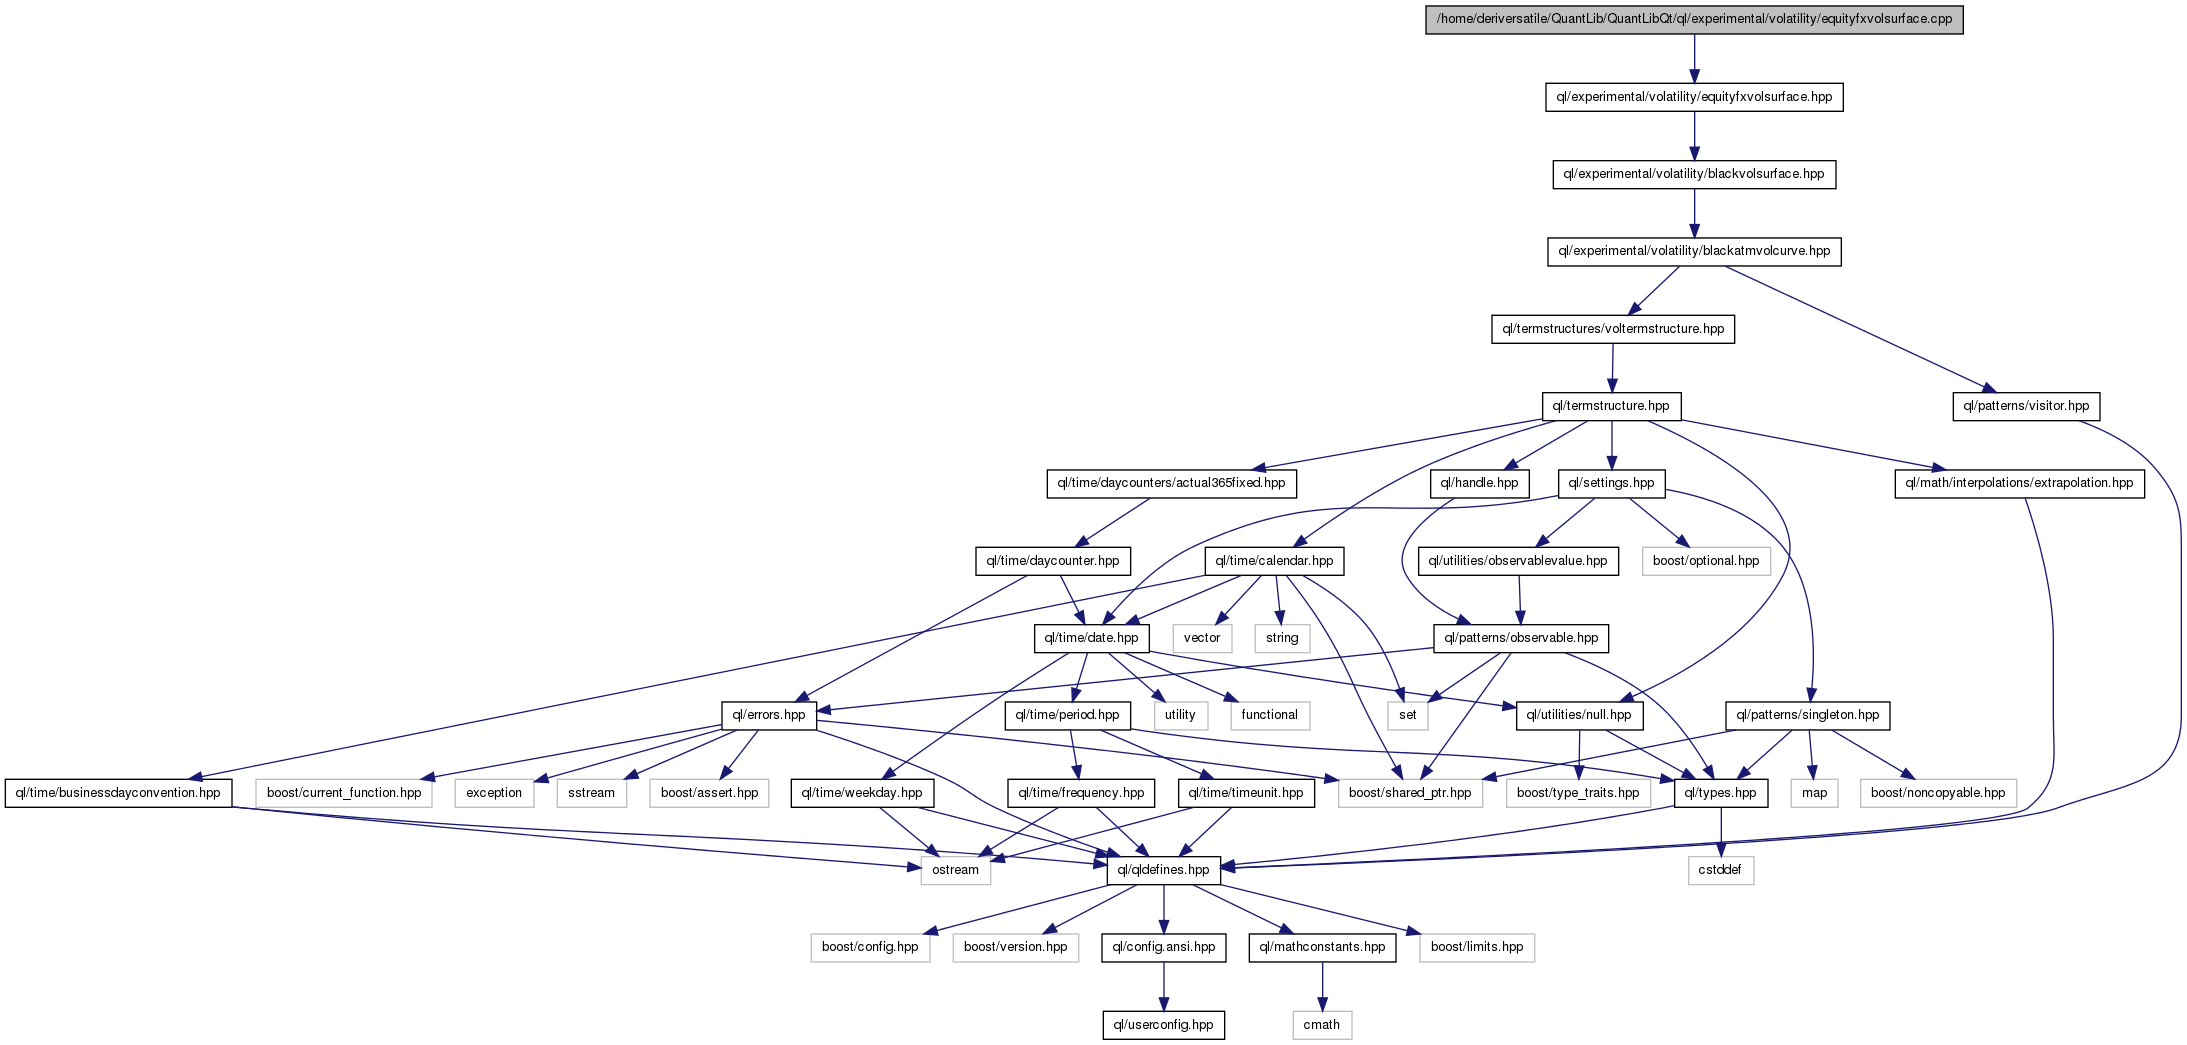 /home/deriversatile/QuantLib/QuantLibQt/ql/experimental/volatility/equityfxvolsurface.cpp
ql/experimental/volatility/equityfxvolsurface.hpp
ql/experimental/volatility/blackvolsurface.hpp
ql/experimental/volatility/blackatmvolcurve.hpp
ql/termstructures/voltermstructure.hpp
ql/termstructure.hpp
ql/patterns/visitor.hpp
ql/time/daycounters/actual365fixed.hpp
ql/handle.hpp
ql/settings.hpp
ql/math/interpolations/extrapolation.hpp
ql/time/daycounter.hpp
ql/time/calendar.hpp
ql/utilities/observablevalue.hpp
boost/optional.hpp
ql/time/date.hpp
vector
string
ql/patterns/observable.hpp
ql/errors.hpp
ql/time/period.hpp
utility
functional
set
ql/utilities/null.hpp
ql/patterns/singleton.hpp
ql/time/businessdayconvention.hpp
boost/current_function.hpp
exception
sstream
boost/assert.hpp
ql/time/weekday.hpp
ql/time/frequency.hpp
ql/time/timeunit.hpp
boost/shared_ptr.hpp
boost/type_traits.hpp
ql/types.hpp
map
boost/noncopyable.hpp
ostream
ql/qldefines.hpp
cstddef
boost/config.hpp
boost/version.hpp
ql/config.ansi.hpp
ql/mathconstants.hpp
boost/limits.hpp
ql/userconfig.hpp
cmath